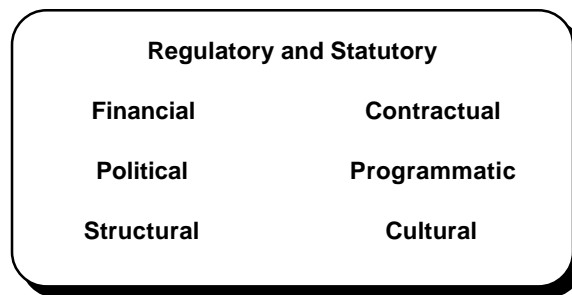 Regulatory and Statutory
Financial Contractual
Political Programmatic
Structural Cultural